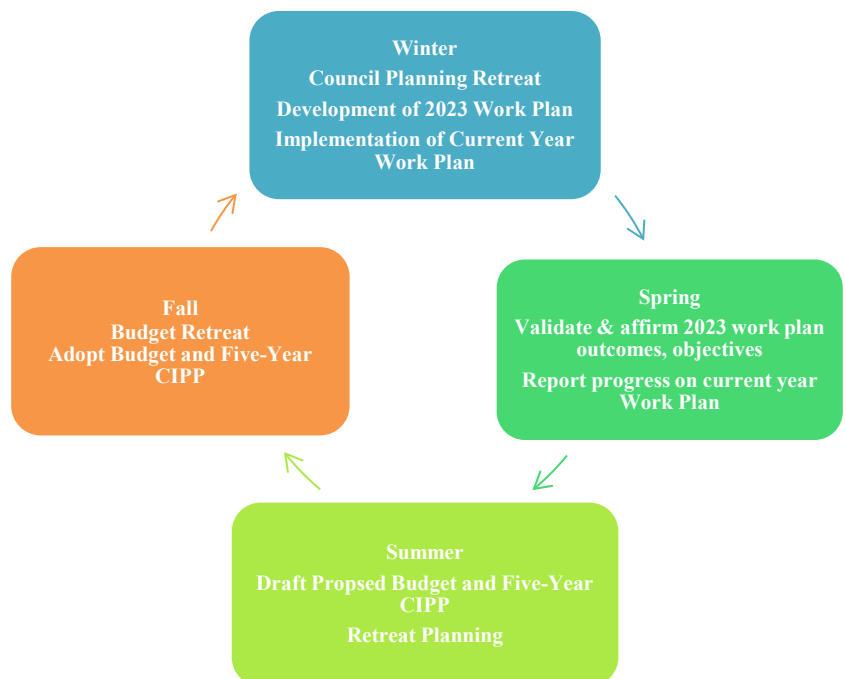 Winter
Council Planning Retreat
Development of 2023 Work Plan
Implementation of Current Year
Work Plan
Spring
Validate & affirm 2023 work plan
outcomes, objectives
Report progress on current year
Work Plan
Summer
Draft Propsed Budget and Five-Year
CIPP
Retreat Planning
Fall
Budget Retreat
Adopt Budget and Five-Year
CIPP